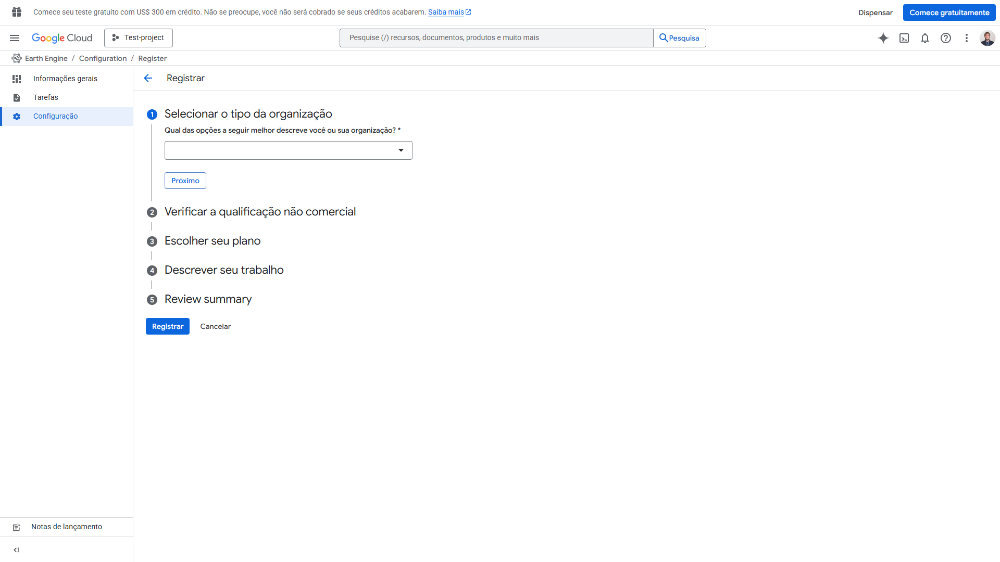 Comece seu teste gratuito com US$ 300 em crédito. Não se preocupe, você não será cobrado se seus créditos acabarem. Saiba mais
Dispensar
Comece gratuitamente
Google Cloud
Test-project
Pesquise (/) recursos, documentos, produtos e muito mais
Pesquisa
Earth Engine / Configuration / Register
Informações gerais
Tarefas
Configuração
Registrar
1 Selecionar o tipo da organização
Qual das opções a seguir melhor descreve você ou sua organização? *
Próximo
2 Verificar a qualificação não comercial
3 Escolher seu plano
4 Descrever seu trabalho
5 Review summary
Registrar
Cancelar
Notas de lançamento